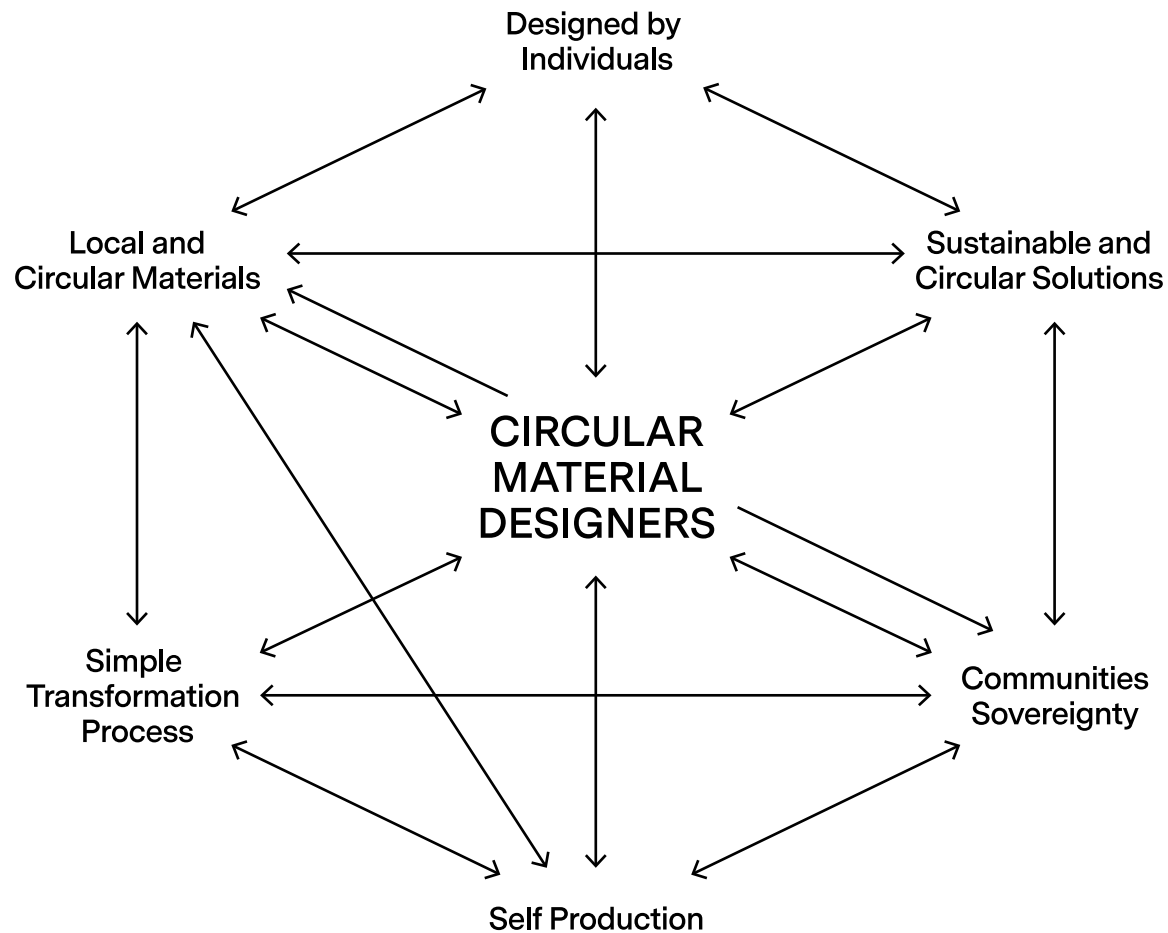 Designed by
Individuals
Local and
Circular Materials
Sustainable and
Circular Solutions
CIRCULAR
MATERIAL
DESIGNERS
Simple
Transformation
Process
Communities
Sovereignty
Self Production